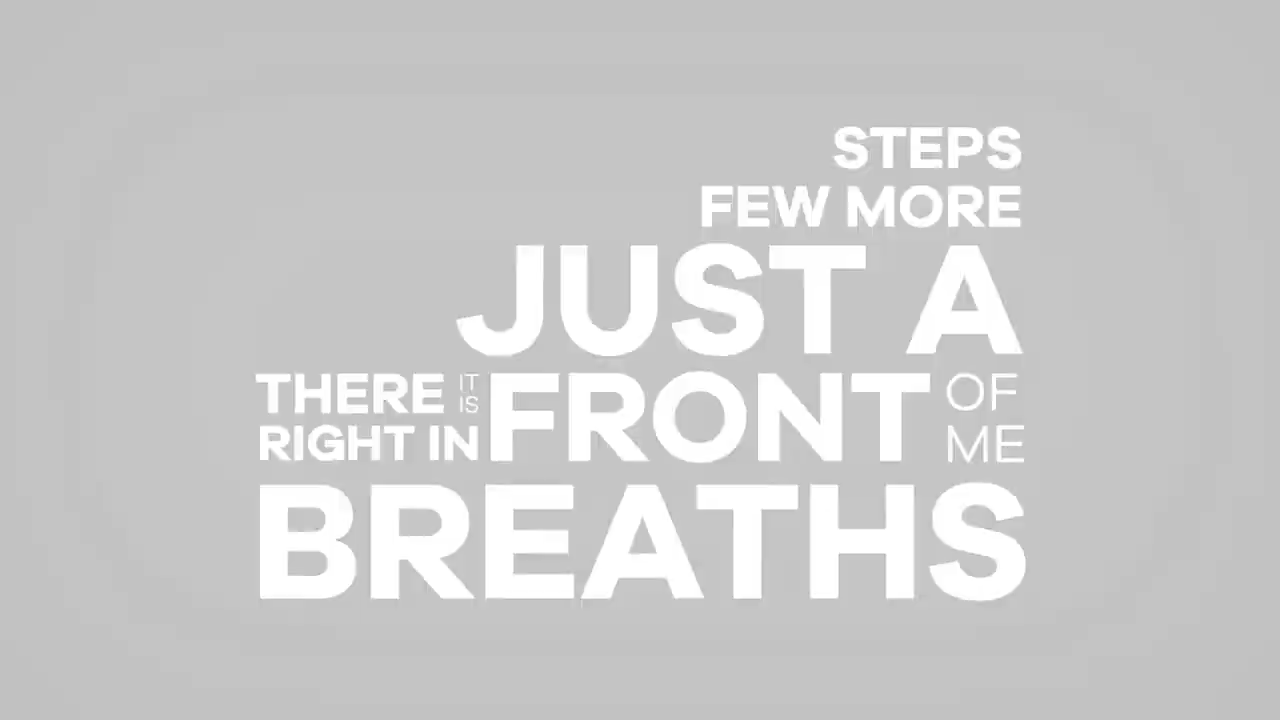 STEPS
FEW MORE
JUST A
THERE IT IS
RIGHT IN FRONT OF ME
BREATHS